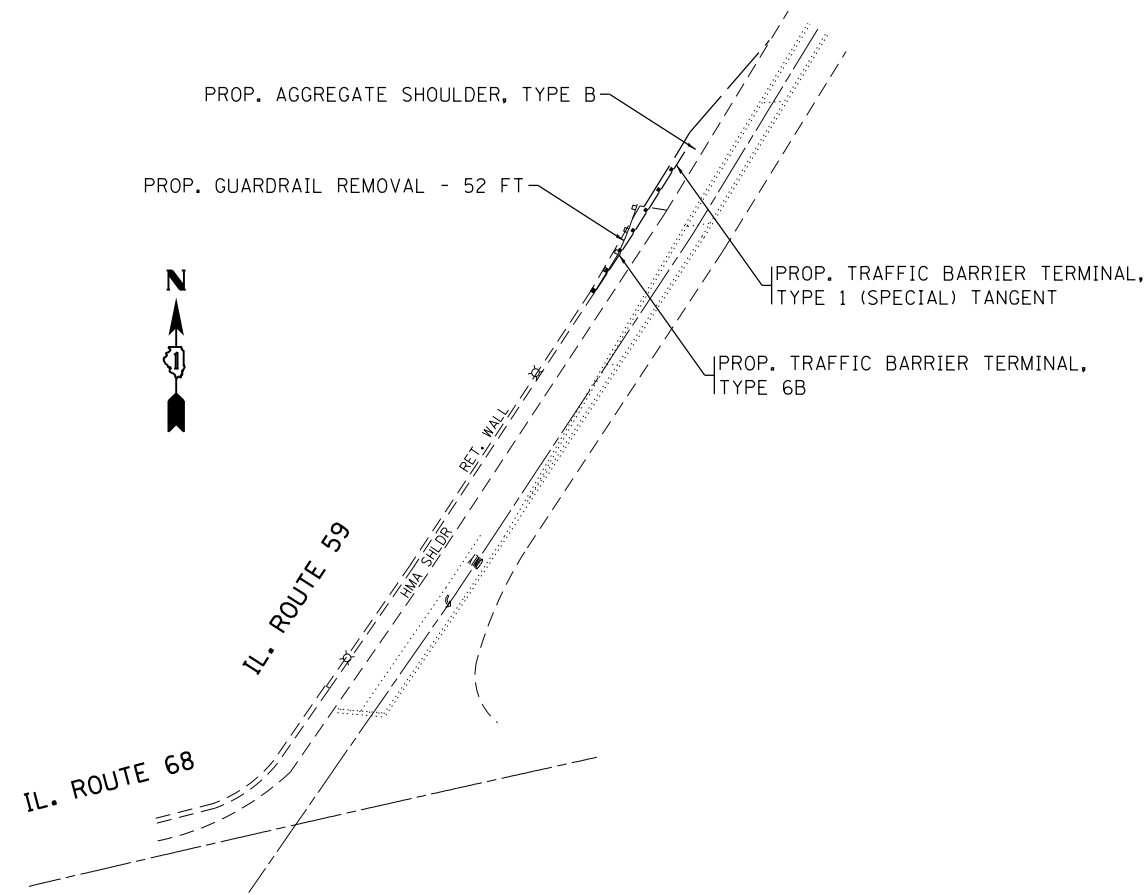 PROP. AGGREGATE SHOULDER, TYPE B
PROP. GUARDRAIL REMOVAL - 52 FT
N
1
PROP. TRAFFIC BARRIER TERMINAL,
TYPE 1 (SPECIAL) TANGENT
PROP. TRAFFIC BARRIER TERMINAL,
TYPE 6B
RET. WALL
HMA SHLDR
IL. ROUTE 59
IL. ROUTE 68